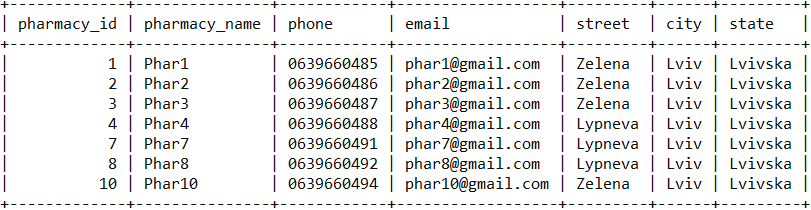 | pharmacy_id | pharmacy_name | phone      | email            | street  | city | state    |
|           1 | Phar1         | 0639660485 | phar1@gmail.com  | Zelena  | Lviv | Lvivska  |
|           2 | Phar2         | 0639660486 | phar2@gmail.com  | Zelena  | Lviv | Lvivska  |
|           3 | Phar3         | 0639660487 | phar3@gmail.com  | Zelena  | Lviv | Lvivska  |
|           4 | Phar4         | 0639660488 | phar4@gmail.com  | Lypneva | Lviv | Lvivska  |
|           7 | Phar7         | 0639660491 | phar7@gmail.com  | Lypneva | Lviv | Lvivska  |
|           8 | Phar8         | 0639660492 | phar8@gmail.com  | Lypneva | Lviv | Lvivska  |
|          10 | Phar10        | 0639660494 | phar10@gmail.com | Zelena  | Lviv | Lvivska  |